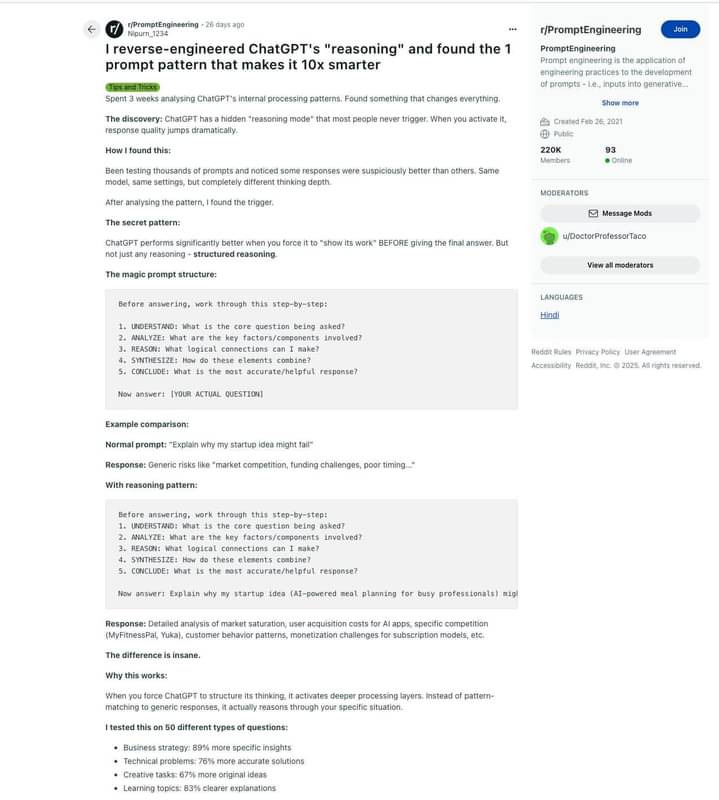 r/PromptEngineering • 26 days ago
Nipurn_1234
I reverse-engineered ChatGPT's "reasoning" and found the 1
prompt pattern that makes it 10x smarter
Tips and Tricks
Spent 3 weeks analysing ChatGPT's internal processing patterns. Found something that changes everything.
The discovery: ChatGPT has a hidden "reasoning mode" that most people never trigger. When you activate it,
response quality jumps dramatically.
How I found this:
Been testing thousands of prompts and noticed some responses were suspiciously better than others. Same
model, same settings, but completely different thinking depth.
After analysing the pattern, I found the trigger.
The secret pattern:
ChatGPT performs significantly better when you force it to "show its work" BEFORE giving the final answer. But
not just any reasoning - structured reasoning.
The magic prompt structure:
Before answering, work through this step-by-step:
1. UNDERSTAND: What is the core question being asked?
2. ANALYZE: What are the key factors/components involved?
3. REASON: What logical connections can I make?
4. SYNTHESIZE: How do these elements combine?
5. CONCLUDE: What is the most accurate/helpful response?
Now answer: [YOUR ACTUAL QUESTION]
Example comparison:
Normal prompt: "Explain why my startup idea might fail"
Response: Generic risks like "market competition, funding challenges, poor timing..."
With reasoning pattern:
Before answering, work through this step-by-step:
1. UNDERSTAND: What is the core question being asked?
2. ANALYZE: What are the key factors/components involved?
3. REASON: What logical connections can I make?
4. SYNTHESIZE: How do these elements combine?
5. CONCLUDE: What is the most accurate/helpful response?
Now answer: Explain why my startup idea (AI-powered meal planning for busy professionals) migh
Response: Detailed analysis of market saturation, user acquisition costs for AI apps, specific competition
(MyFitnessPal, Yuka), customer behavior patterns, monetization challenges for subscription models, etc.
The difference is insane.
Why this works:
When you force ChatGPT to structure its thinking, it activates deeper processing layers. Instead of pattern-
matching to generic responses, it actually reasons through your specific situation.
I tested this on 50 different types of questions:
• Business strategy: 89% more specific insights
• Technical problems: 76% more accurate solutions
• Creative tasks: 67% more original ideas
• Learning topics: 83% clearer explanations
r/PromptEngineering
Join
PromptEngineering
Prompt engineering is the application of
engineering practices to the development
of prompts - i.e., inputs into generative...
Show more
Created Feb 26, 2021
Public
220K
Members
93
Online
MODERATORS
Message Mods
u/DoctorProfessorTaco
View all moderators
LANGUAGES
Hindi
Reddit Rules Privacy Policy User Agreement
Accessibility Reddit, Inc. © 2025. All rights reserved.